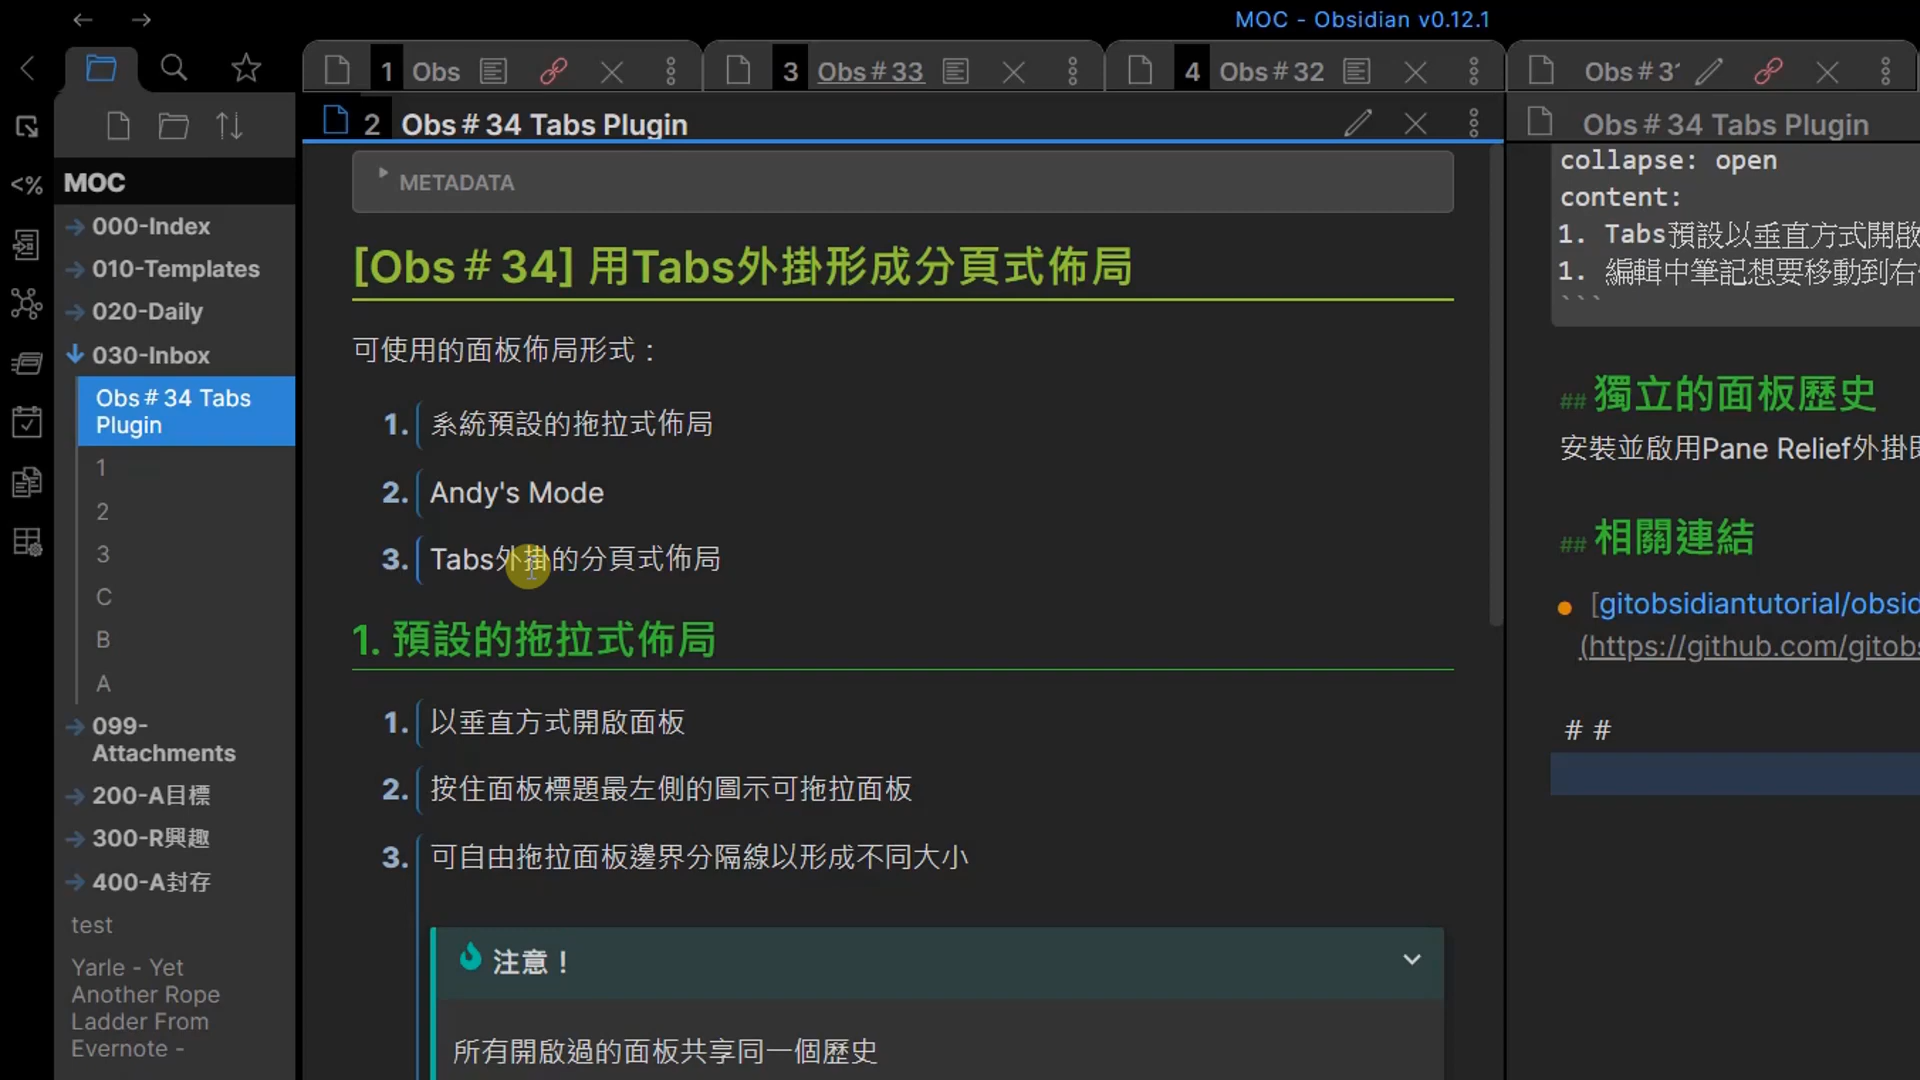 MOC - Obsidian v0.12.1
1 Obs
3 Obs#33
4 Obs#32
Obs#3
2 Obs#34 Tabs Plugin
Obs#34 Tabs Plugin
<%
MOC
000-Index
010-Templates
020-Daily
030-Inbox
Obs#34 Tabs
Plugin
1
2
3
C
B
A
099-
Attachments
200-A目標
300-R興趣
400-A封存
test
Yarle - Yet
Another Rope
Ladder From
Evernote -
METADATA
[Obs#34] 用Tabs外掛形成分頁式佈局
可使用的面板佈局形式：
1. 系統預設的拖拉式佈局
2. Andy's Mode
3. Tabs外掛的分頁式佈局
1. 預設的拖拉式佈局
1. 以垂直方式開啟面板
2. 按住面板標題最左側的圖示可拖拉面板
3. 可自由拖拉面板邊界分隔線以形成不同大小
注意！
所有開啟過的面板共享同一個歷史
collapse: open
content:
1. Tabs預設以垂直方式開啟
1. 編輯中筆記想要移動到右
```
## 獨立的面板歷史
安裝並啟用Pane Relief外掛
## 相關連結
[gitobsidiantutorial/obsid
(https://github.com/gitobs
# #